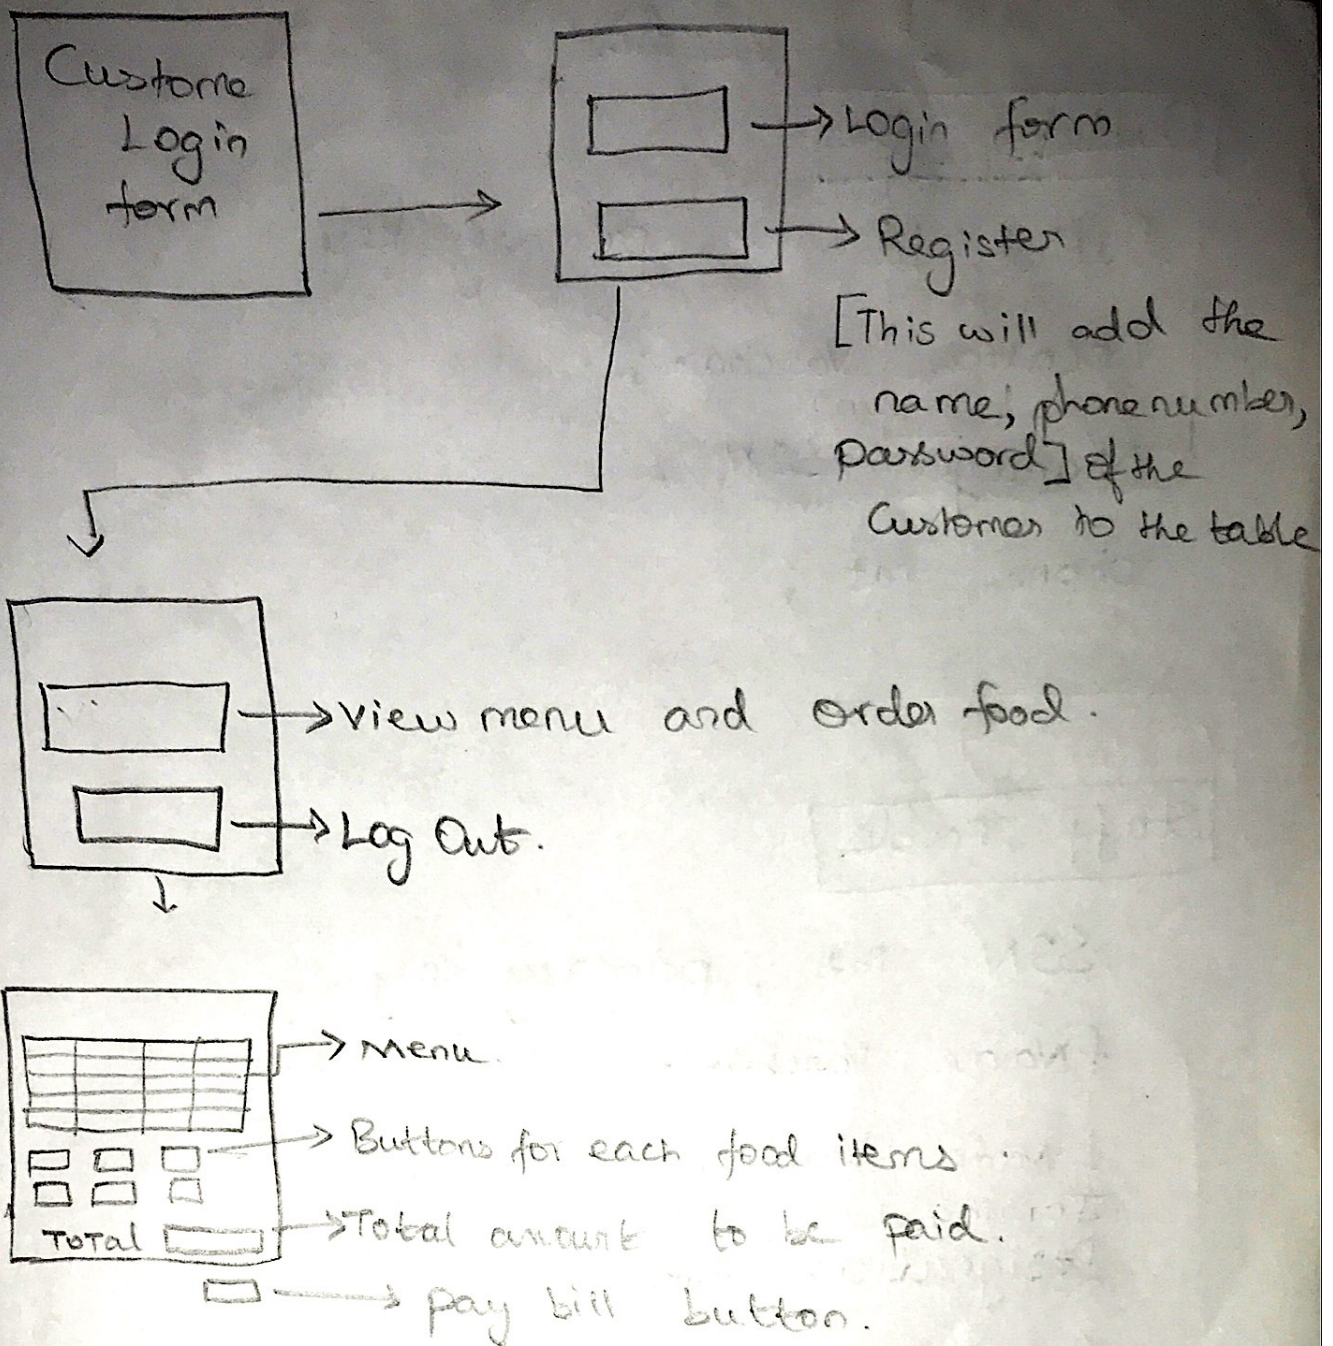 Custome
Login
form
Login form
Register
[This will add the
name, phonenumber,
password] of the
Customer to the table
View menu and order food.
Log Out.
Menu
Buttons for each food items
Total amount to be paid.
TOTAL
pay bill button.